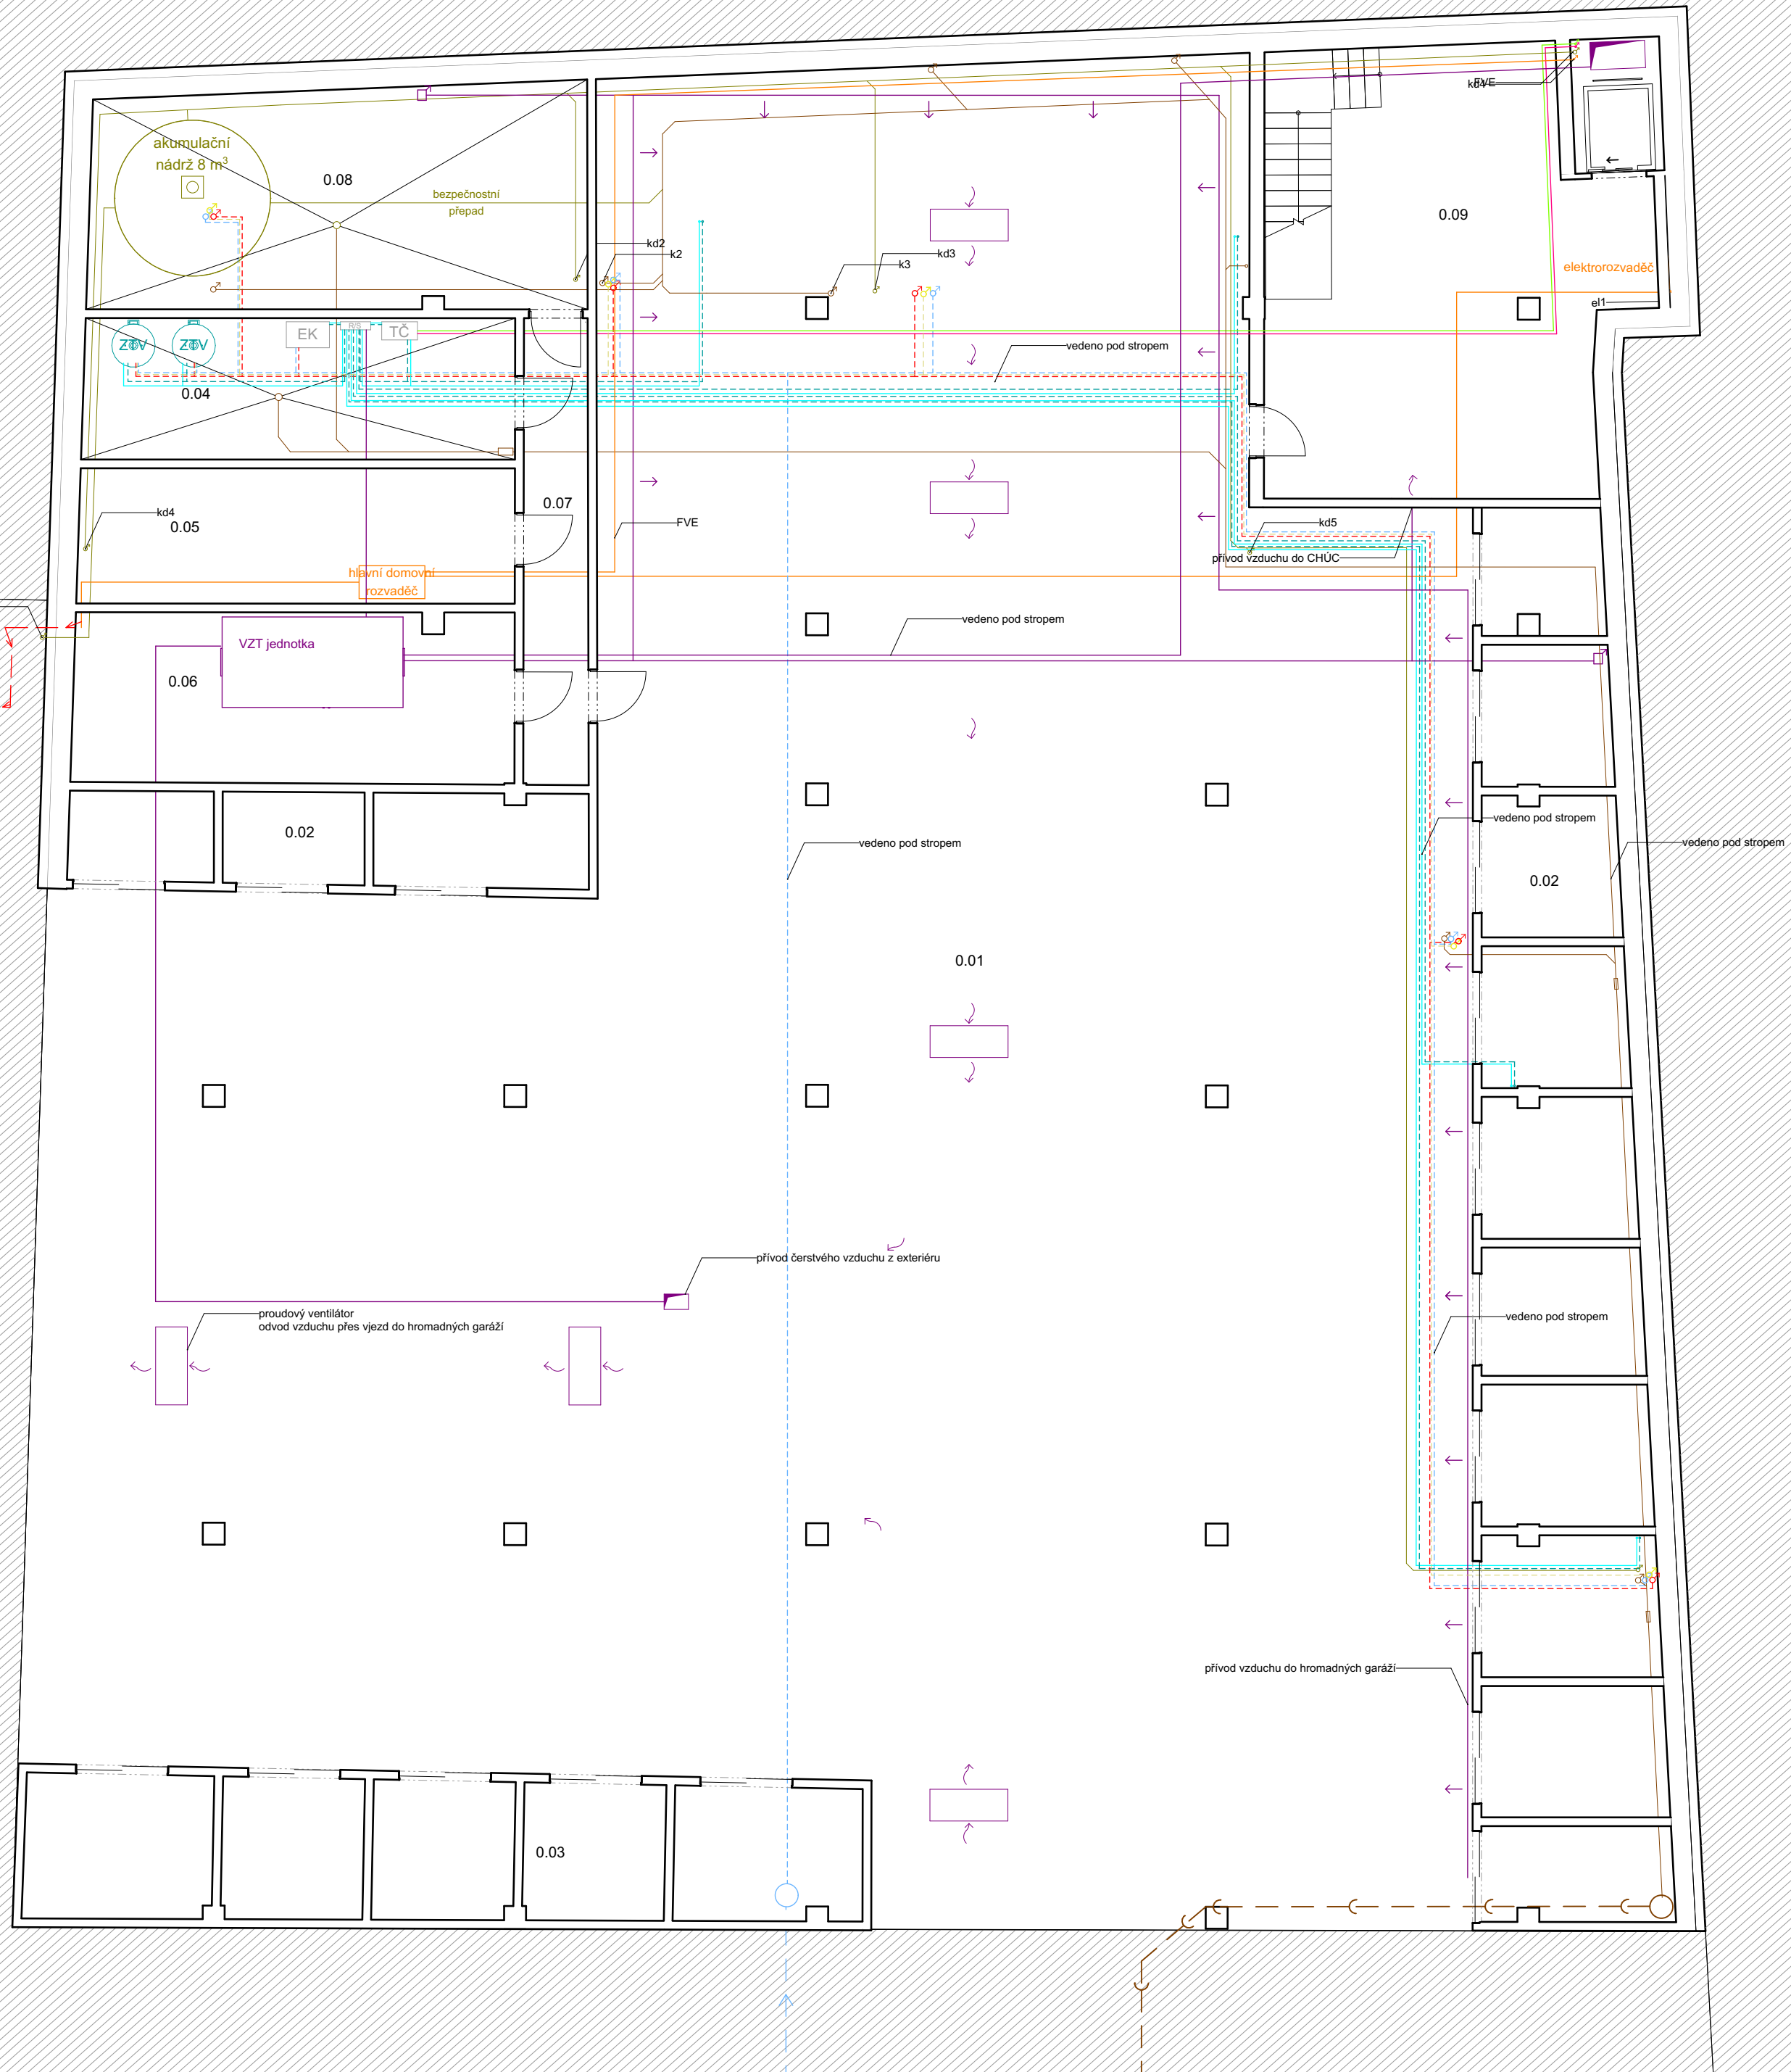 FVE
akumulační
nádrž 8 m³
0.08
bezpečnostní
přepad
0.09
kd2
k2
kd3
k3
elektrorozvaděč
el1
ZTV
ZTV
EK
R/S
TČ
vedeno pod stropem
0.04
kd4
0.05
0.07
FVE
kd5
přívod vzduchu do CHÚC
hlavní domovní
rozvaděč
vedeno pod stropem
VZT jednotka
0.06
0.02
vedeno pod stropem
vedeno pod stropem
vedeno pod stropem
0.02
0.01
přívod čerstvého vzduchu z exteriéru
proudový ventilátor
odvod vzduchu přes vjezd do hromadných garáží
vedeno pod stropem
přívod vzduchu do hromadných garáží
0.03